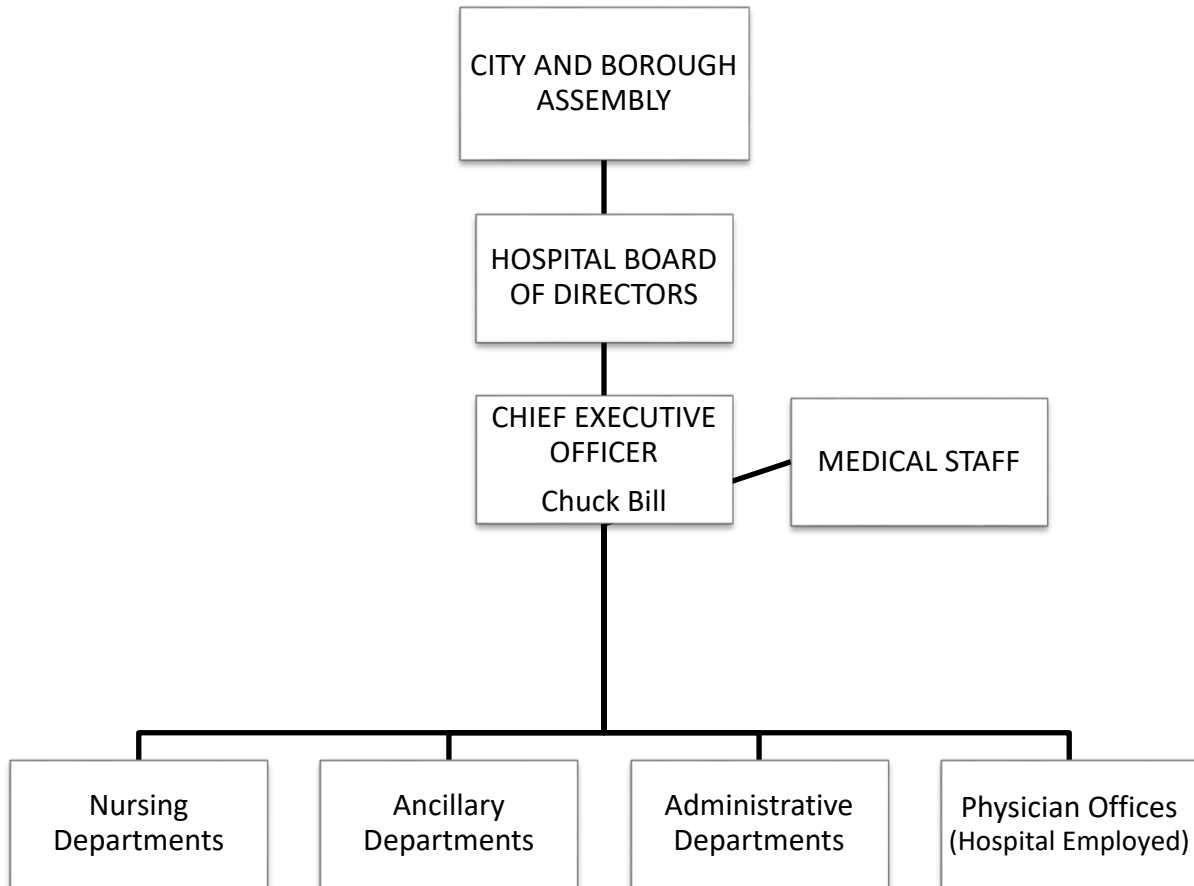 CITY AND BOROUGH
ASSEMBLY
HOSPITAL BOARD
OF DIRECTORS
CHIEF EXECUTIVE
OFFICER
Chuck Bill
MEDICAL STAFF
Nursing
Departments
Ancillary
Departments
Administrative
Departments
Physician Offices
(Hospital Employed)